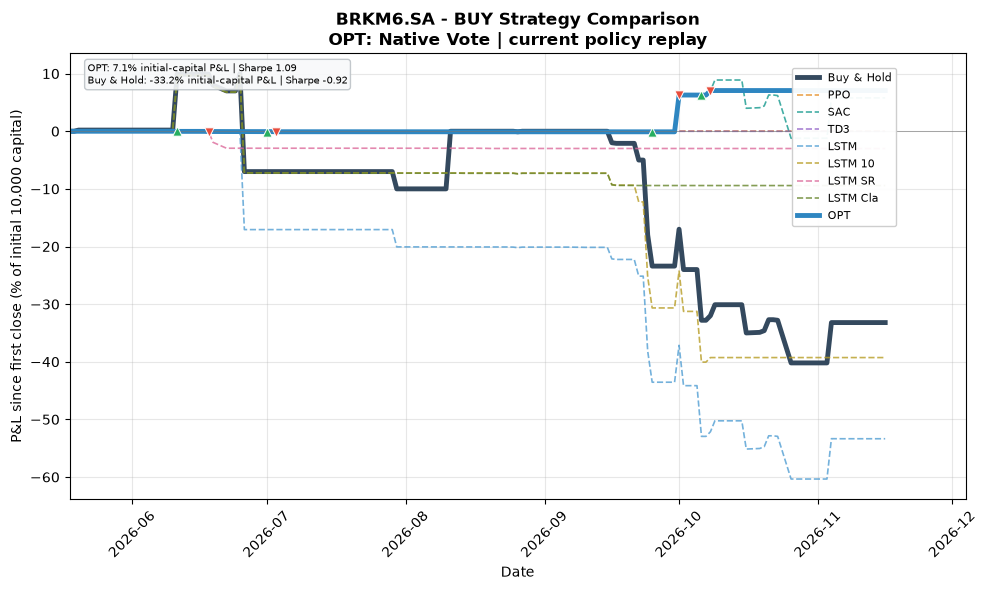 BRKM6.SA - BUY Strategy Comparison
OPT: Native Vote | current policy replay
OPT: 7.1% initial-capital P&L | Sharpe 1.09
Buy & Hold: -33.2% initial-capital P&L | Sharpe -0.92
Buy & Hold
PPO
SAC
TD3
LSTM
LSTM 10
LSTM SR
LSTM Cla
OPT
P&L since first close (% of initial 10,000 capital)
10
0
−10
−20
−30
−40
−50
−60
2026-06
2026-07
2026-08
2026-09
2026-10
2026-11
2026-12
Date